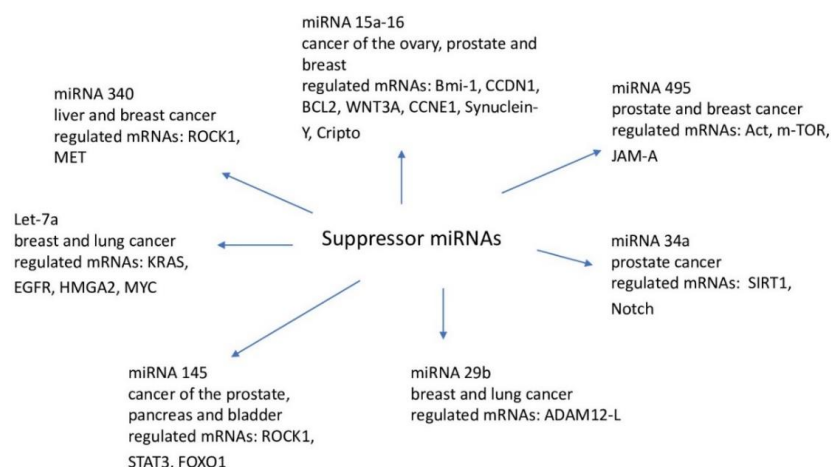 miRNA 15a-16
cancer of the ovary, prostate and
breast
regulated mRNAs: Bmi-1, CCDN1,
BCL2, WNT3A, CCNE1, Synuclein-
Y, Cripto
miRNA 340
liver and breast cancer
regulated mRNAs: ROCK1,
MET
miRNA 495
prostate and breast cancer
regulated mRNAs: Act, m-TOR,
JAM-A
Let-7a
breast and lung cancer
regulated mRNAs: KRAS,
EGFR, HMGA2, MYC
Suppressor miRNAs
miRNA 34a
prostate cancer
regulated mRNAs: SIRT1,
Notch
miRNA 145
cancer of the prostate,
pancreas and bladder
regulated mRNAs: ROCK1,
STAT3, FOXO1
miRNA 29b
breast and lung cancer
regulated mRNAs: ADAM12-L